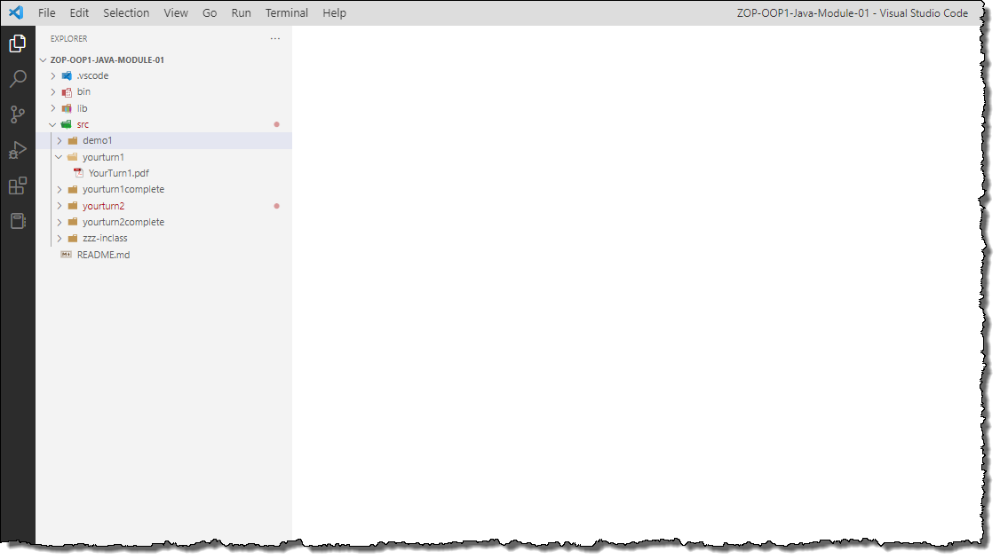 File Edit Selection View Go Run Terminal Help ZOP-OOP1-Java-Module-01 - Visual Studio Code
EXPLORER ...
ZOP-OOP1-JAVA-MODULE-01
.vscode
bin
lib
src
demo1
yourturn1
YourTurn1.pdf
yourturn1complete
yourturn2
yourturn2complete
zzz-inclass
README.md